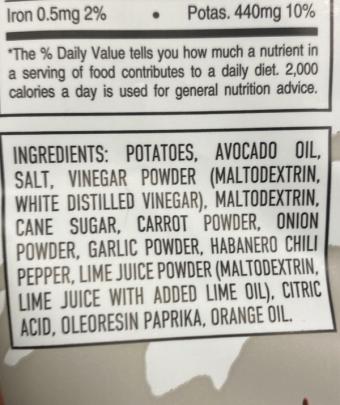 Iron 0.5mg 2% • Potas. 440mg 10%
*The % Daily Value tells you how much a nutrient in
a serving of food contributes to a daily diet. 2,000
calories a day is used for general nutrition advice.
INGREDIENTS: POTATOES, AVOCADO OIL,
SALT, VINEGAR POWDER (MALTODEXTRIN,
WHITE DISTILLED VINEGAR), MALTODEXTRIN,
CANE SUGAR, CARROT POWDER, ONION
POWDER, GARLIC POWDER, HABANERO CHILI
PEPPER, LIME JUICE POWDER (MALTODEXTRIN,
LIME JUICE WITH ADDED LIME OIL), CITRIC
ACID, OLEORESIN PAPRIKA, ORANGE OIL.